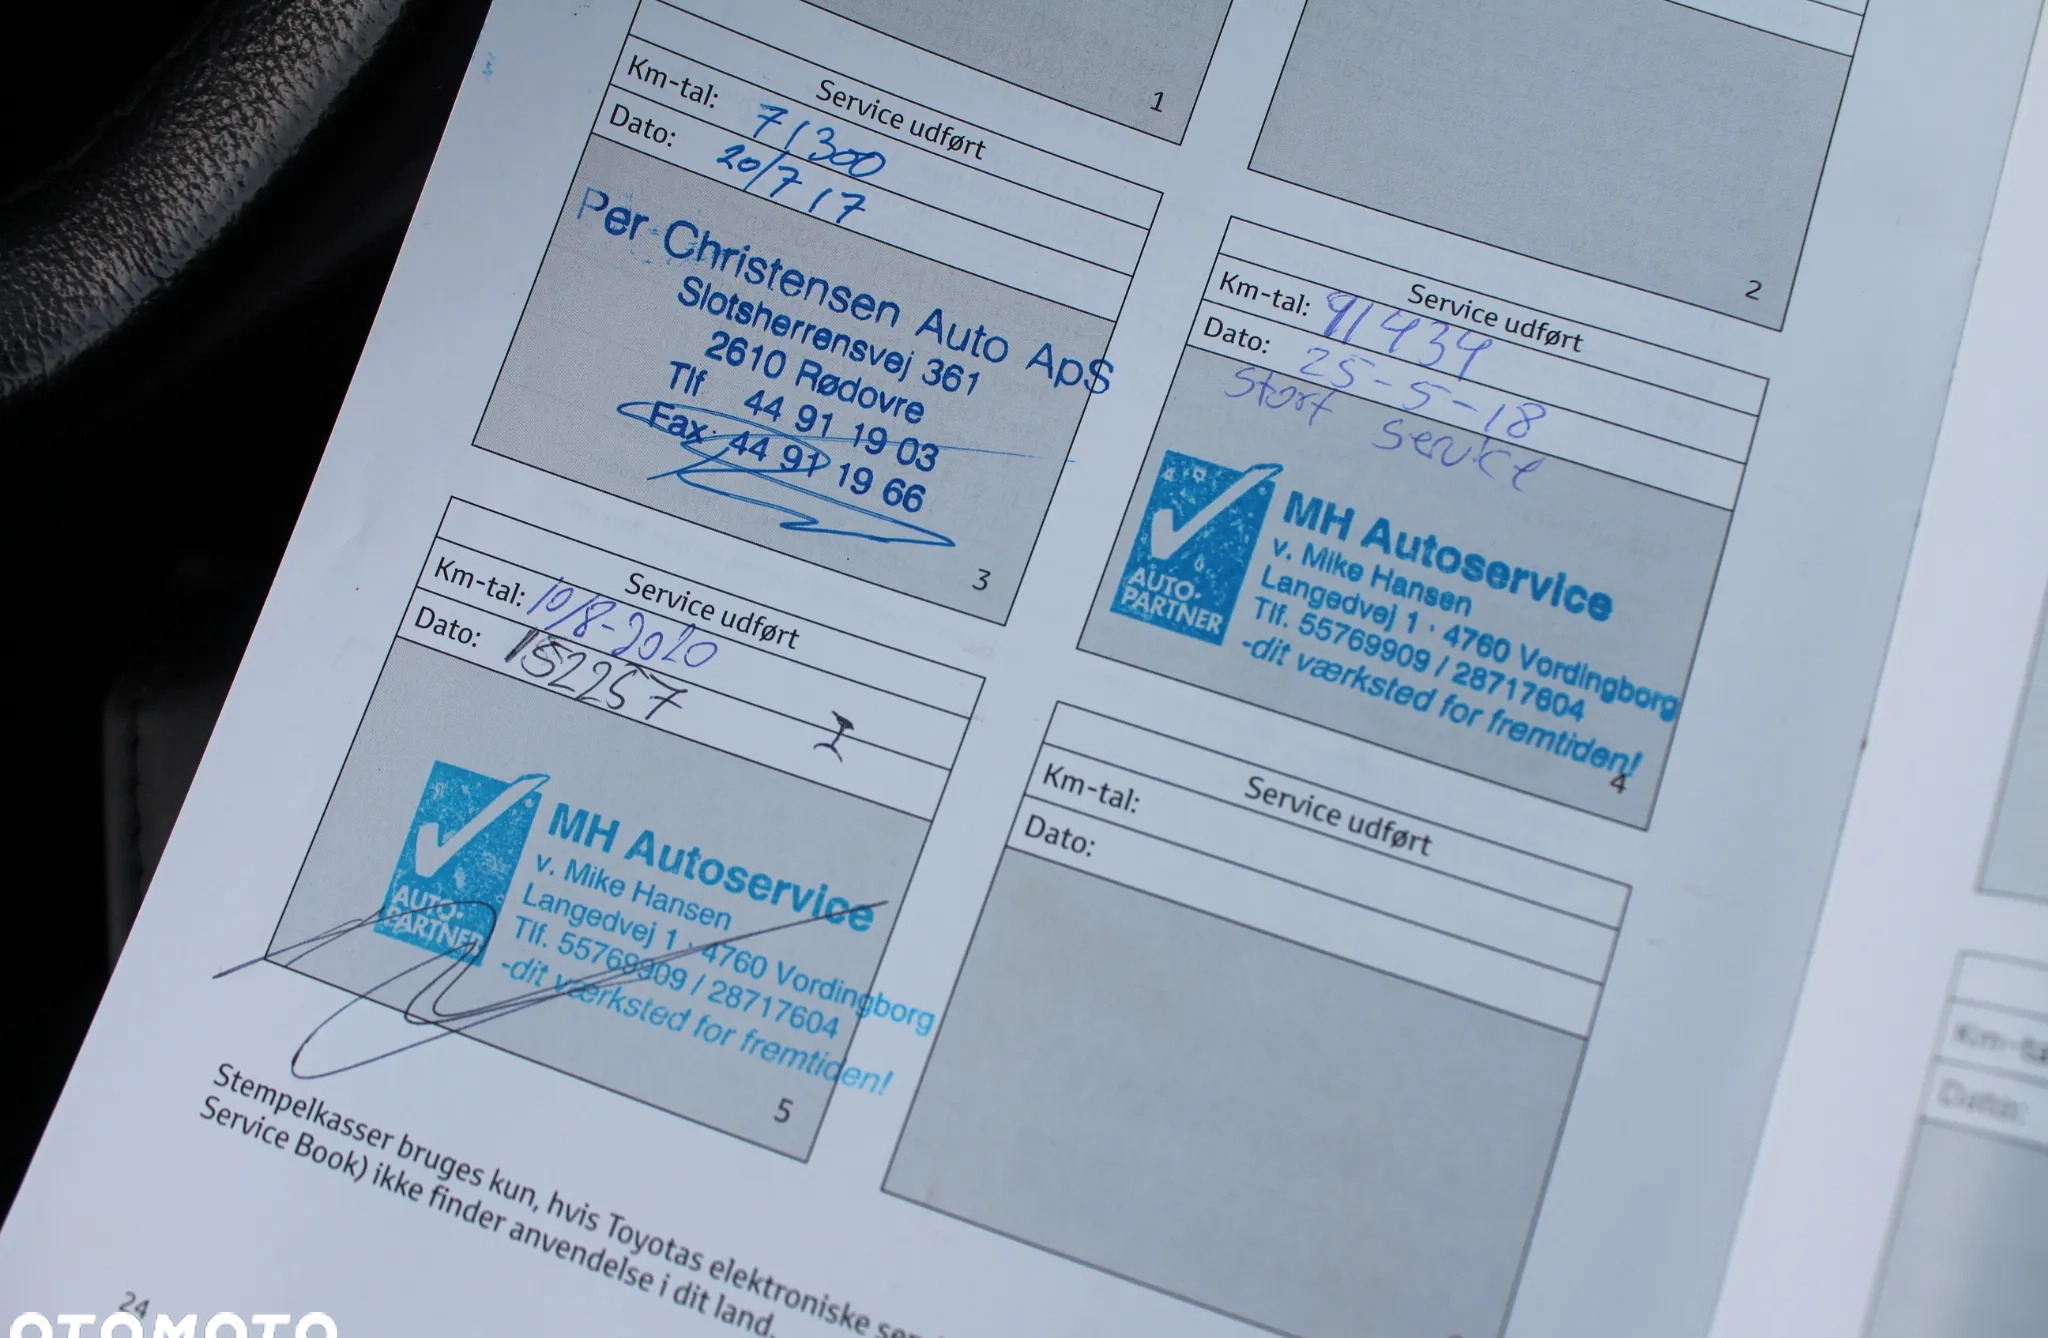 1
2
Service udført
Km-tal: 71300
Dato: 20/7 17
Per Christensen Auto ApS
Slotsherrensvej 361
2610 Rødovre
Tlf 44 91 19 03
Fax 44 91 19 66
3
Service udført
Km-tal: 91434
Dato: 25-5-18
Stort Service
AUTO-
PARTNER
MH Autoservice
v. Mike Hansen
Langedvej 1 · 4760 Vordingborg
Tlf. 55769909 / 28717604
-dit værksted for fremtiden!
4
Service udført
Km-tal: 10/8-2020
Dato: 152257
AUTO-
PARTNER
MH Autoservice
v. Mike Hansen
Langedvej 1 · 4760 Vordingborg
Tlf. 55769909 / 28717604
-dit værksted for fremtiden!
5
Service udført
Km-tal:
Dato:
Km-ta
Dato:
Stempelkasser bruges kun, hvis Toyotas elektroniske
Service Book) ikke finder anvendelse i dit land.
24
OTOMOTO